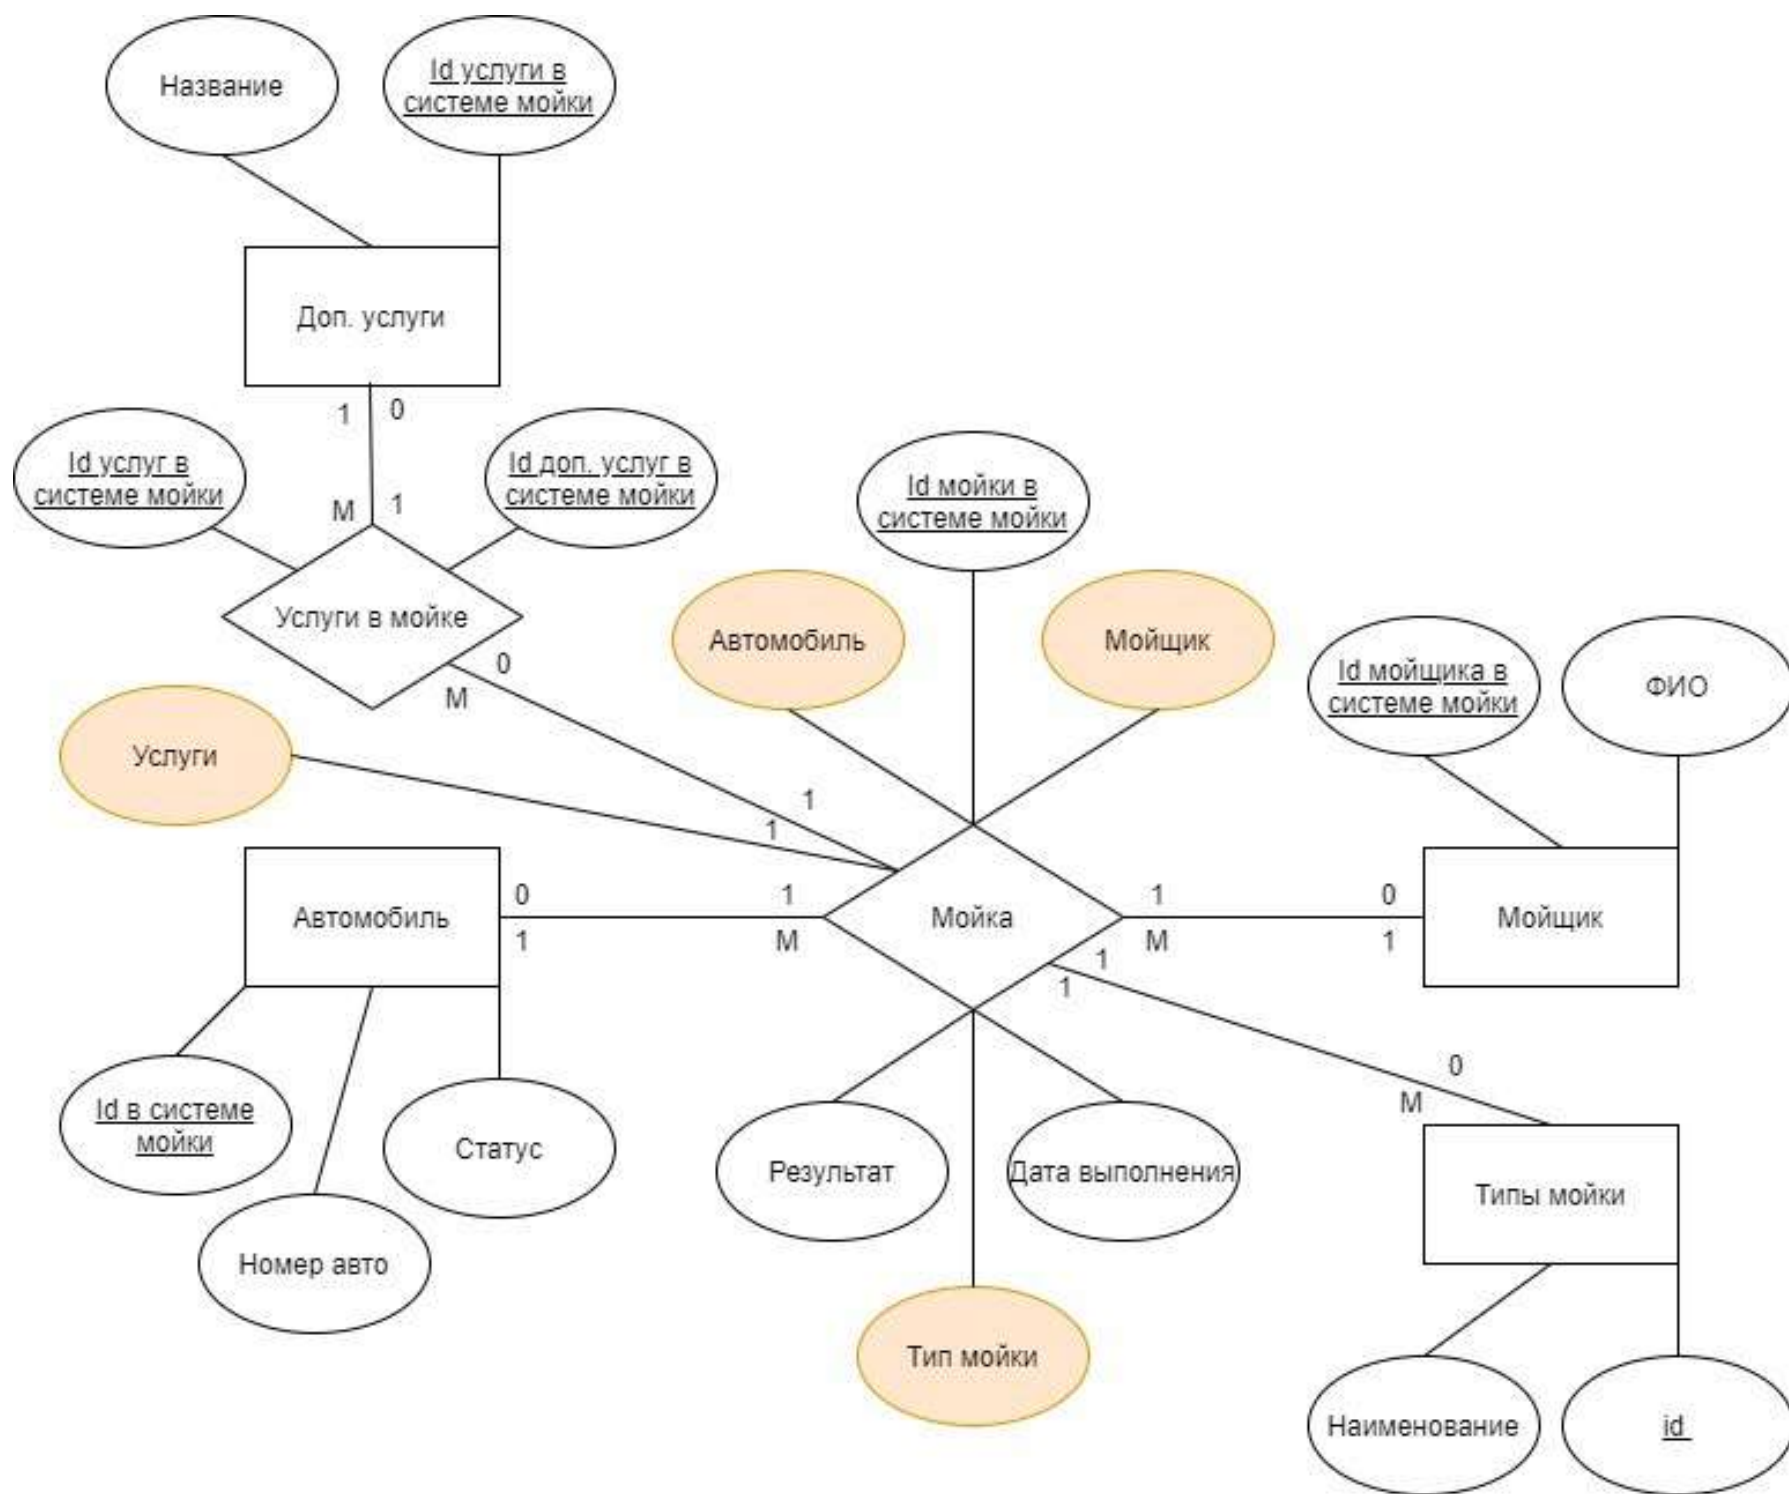 Название
Id услуги в
системе мойки
Доп. услуги
1
0
Id услуг в
системе мойки
Id доп. услуг в
системе мойки
М
1
Id мойки в
системе мойки
Услуги в мойке
Автомобиль
Мойщик
0
М
Id мойщика в
системе мойки
ФИО
Услуги
1
1
Автомобиль
0
1
1
М
Мойка
1
М
0
1
Мойщик
1
1
Id в системе
мойки
Статус
Номер авто
Результат
Дата выполнения
0
М
Типы мойки
Тип мойки
Наименование
id